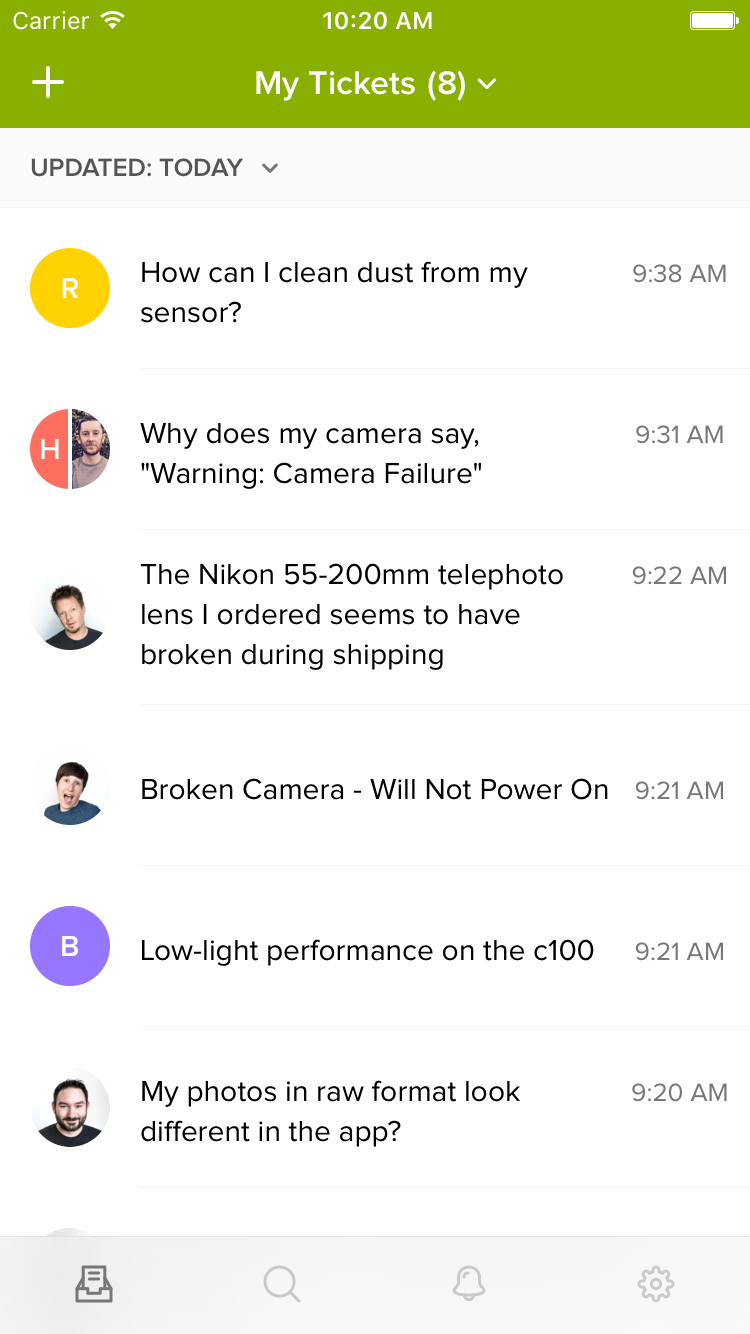 Carrier 10:20 AM
My Tickets (8)
UPDATED: TODAY
R
How can I clean dust from my
sensor?
9:38 AM
H
Why does my camera say,
"Warning: Camera Failure"
9:31 AM
The Nikon 55-200mm telephoto
lens I ordered seems to have
broken during shipping
9:22 AM
Broken Camera - Will Not Power On
9:21 AM
B
Low-light performance on the c100
9:21 AM
My photos in raw format look
different in the app?
9:20 AM